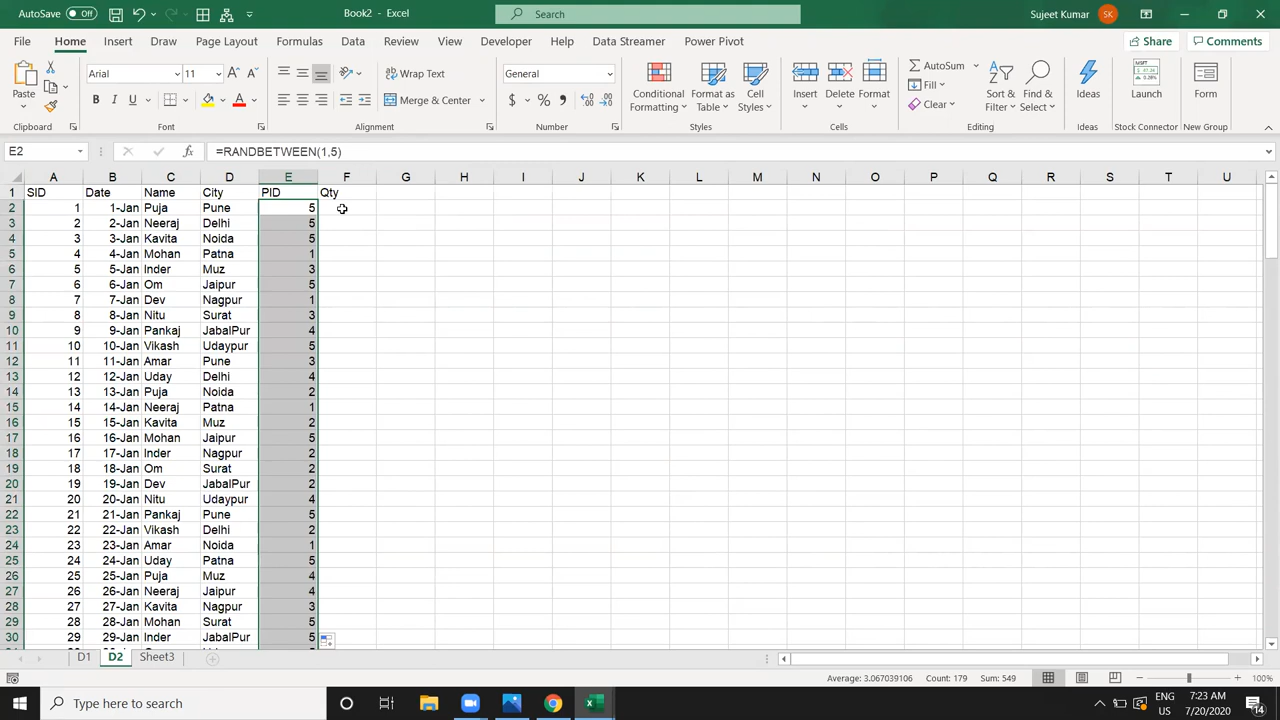 AutoSave Off Book2 - Excel Search Sujeet Kumar SK
File Home Insert Draw Page Layout Formulas Data Review View Developer Help Data Streamer Power Pivot Share Comments
Paste Arial 11 Wrap Text General Conditional Formatting Format as Table Cell Styles Insert Delete Format AutoSum Sort & Filter Find & Select Ideas Launch Form
B I U Merge & Center $ % , Fill Clear
Clipboard Font Alignment Number Styles Cells Editing Ideas Stock Connector New Group
E2 fx =RANDBETWEEN(1,5)
A B C D E F G H I J K L M N O P Q R S T U
1 SID Date Name City PID Qty
2 1 1-Jan Puja Pune 5
3 2 2-Jan Neeraj Delhi 5
4 3 3-Jan Kavita Noida 5
5 4 4-Jan Mohan Patna 1
6 5 5-Jan Inder Muz 3
7 6 6-Jan Om Jaipur 5
8 7 7-Jan Dev Nagpur 1
9 8 8-Jan Nitu Surat 3
10 9 9-Jan Pankaj JabalPur 4
11 10 10-Jan Vikash Udaypur 5
12 11 11-Jan Amar Pune 3
13 12 12-Jan Uday Delhi 4
14 13 13-Jan Puja Noida 2
15 14 14-Jan Neeraj Patna 1
16 15 15-Jan Kavita Muz 2
17 16 16-Jan Mohan Jaipur 5
18 17 17-Jan Inder Nagpur 2
19 18 18-Jan Om Surat 2
20 19 19-Jan Dev JabalPur 2
21 20 20-Jan Nitu Udaypur 4
22 21 21-Jan Pankaj Pune 5
23 22 22-Jan Vikash Delhi 2
24 23 23-Jan Amar Noida 1
25 24 24-Jan Uday Patna 5
26 25 25-Jan Puja Muz 4
27 26 26-Jan Neeraj Jaipur 4
28 27 27-Jan Kavita Nagpur 3
29 28 28-Jan Mohan Surat 5
30 29 29-Jan Inder JabalPur 5
D1 D2 Sheet3
Average: 3.067039106 Count: 179 Sum: 549 100%
Type here to search ENG US 7:23 AM 7/20/2020 14